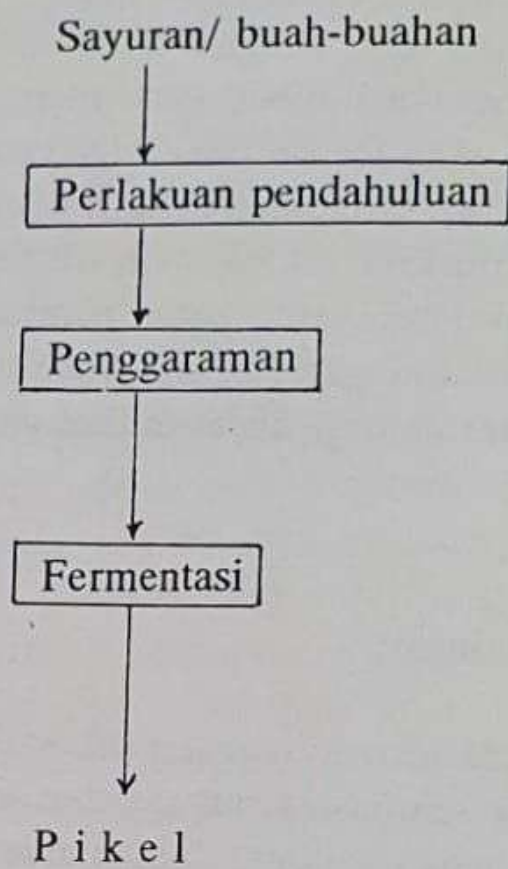 Sayuran/ buah-buahan
Perlakuan pendahuluan
Penggaraman
Fermentasi
P i k e l